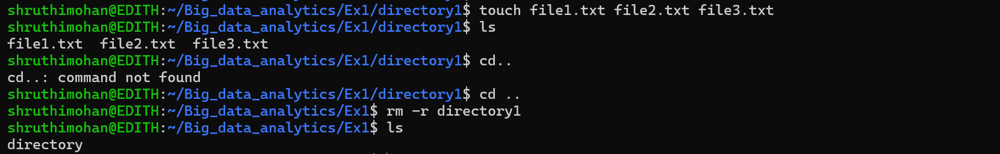 shruthimohan@EDITH:~/Big_data_analytics/Ex1/directory1$ touch file1.txt file2.txt file3.txt
shruthimohan@EDITH:~/Big_data_analytics/Ex1/directory1$ ls
file1.txt  file2.txt  file3.txt
shruthimohan@EDITH:~/Big_data_analytics/Ex1/directory1$ cd..
cd..: command not found
shruthimohan@EDITH:~/Big_data_analytics/Ex1/directory1$ cd ..
shruthimohan@EDITH:~/Big_data_analytics/Ex1$ rm -r directory1
shruthimohan@EDITH:~/Big_data_analytics/Ex1$ ls
directory